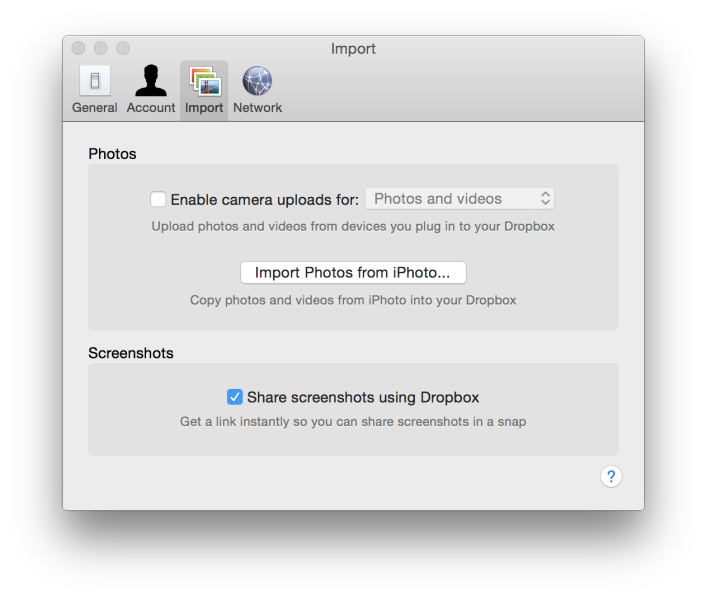 Import
General Account Import Network
Photos
Enable camera uploads for: Photos and videos
Upload photos and videos from devices you plug in to your Dropbox
Import Photos from iPhoto...
Copy photos and videos from iPhoto into your Dropbox
Screenshots
Share screenshots using Dropbox
Get a link instantly so you can share screenshots in a snap
?